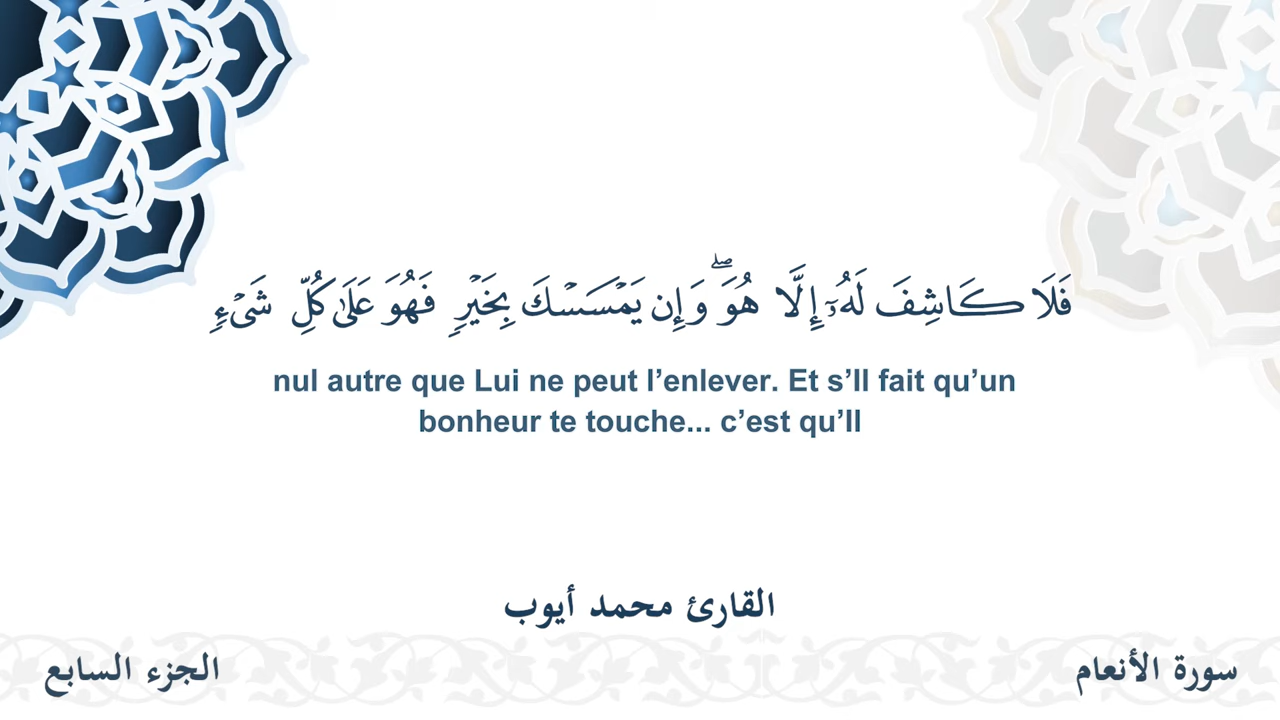 فَلَا كَاشِفَ لَهُۥٓ إِلَّا هُوَۖ وَإِن يَمۡسَسۡكَ بِخَيۡرٖ فَهُوَ عَلَىٰ كُلِّ شَيۡءٖ
nul autre que Lui ne peut l’enlever. Et s’Il fait qu’un
bonheur te touche... c’est qu’Il
القارئ محمد أيوب
سورة الأنعام
الجزء السابع